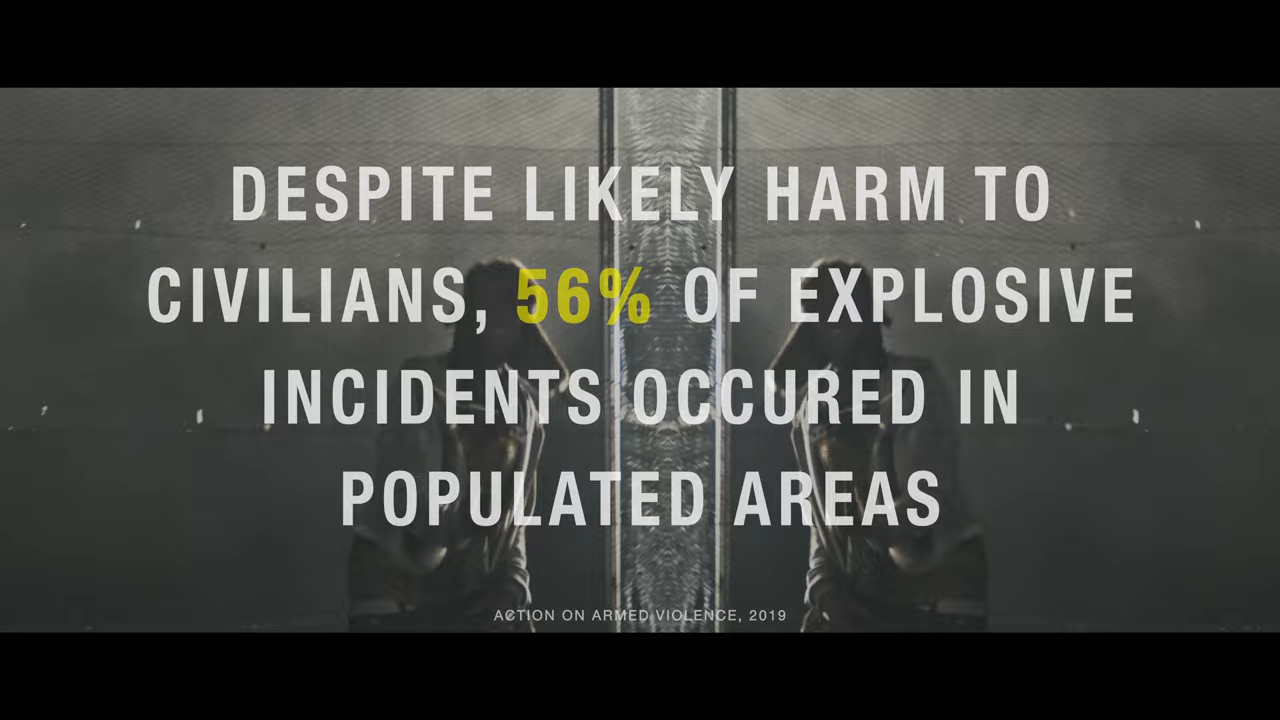 DESPITE LIKELY HARM TO
CIVILIANS, 56% OF EXPLOSIVE
INCIDENTS OCCURED IN
POPULATED AREAS
ACTION ON ARMED VIOLENCE, 2019